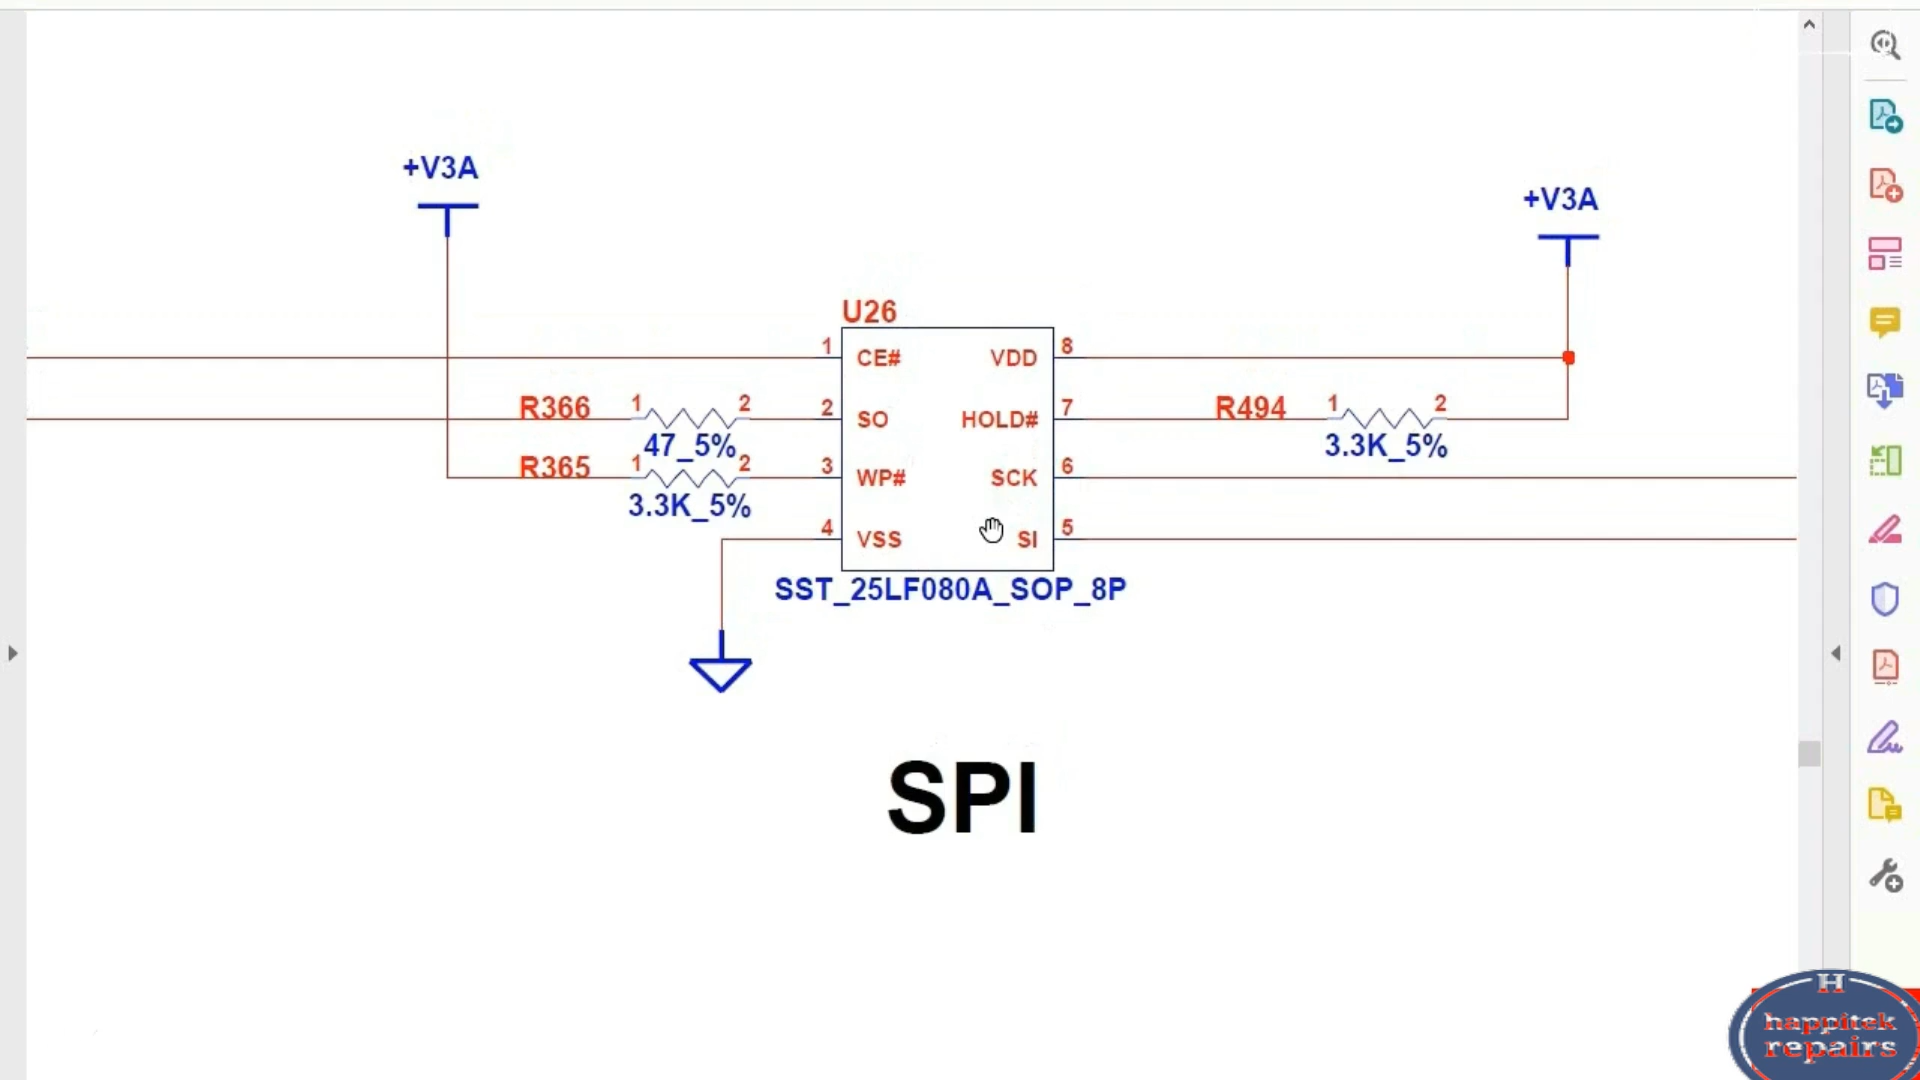 +V3A
+V3A
U26
1 CE# VDD 8
R366 1 2 2 SO HOLD# 7 R494 1 2
47_5% 3.3K_5%
R365 1 2 3 WP# SCK 6
3.3K_5%
4 VSS SI 5
SST_25LF080A_SOP_8P
SPI
H
happitek
repairs